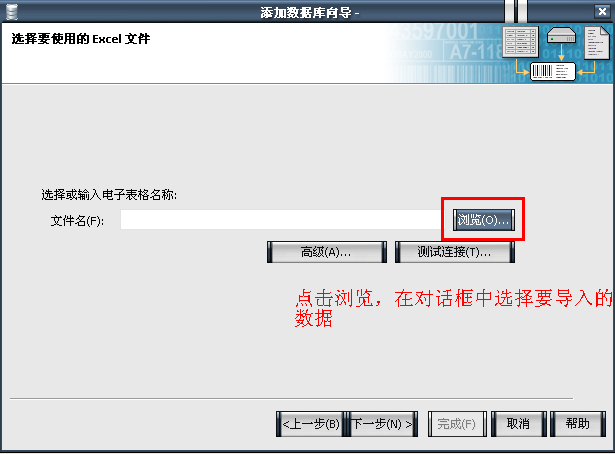 添加数据库向导 -
选择要使用的 Excel 文件
3597001
A7-118
选择或输入电子表格名称:
文件名(F):
浏览(O)...
高级(A)...
测试连接(T)...
点击浏览，在对话框中选择要导入的
数据
<上一步(B)
下一步(N) >
完成(F)
取消
帮助